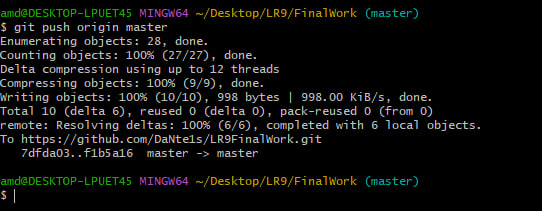 amd@DESKTOP-LPUET45 MINGW64 ~/Desktop/LR9/FinalWork (master)
$ git push origin master
Enumerating objects: 28, done.
Counting objects: 100% (27/27), done.
Delta compression using up to 12 threads
Compressing objects: 100% (9/9), done.
Writing objects: 100% (10/10), 998 bytes | 998.00 KiB/s, done.
Total 10 (delta 6), reused 0 (delta 0), pack-reused 0 (from 0)
remote: Resolving deltas: 100% (6/6), completed with 6 local objects.
To https://github.com/DaNte1s/LR9FinalWork.git
   7dfda03..f1b5a16  master -> master
amd@DESKTOP-LPUET45 MINGW64 ~/Desktop/LR9/FinalWork (master)
$